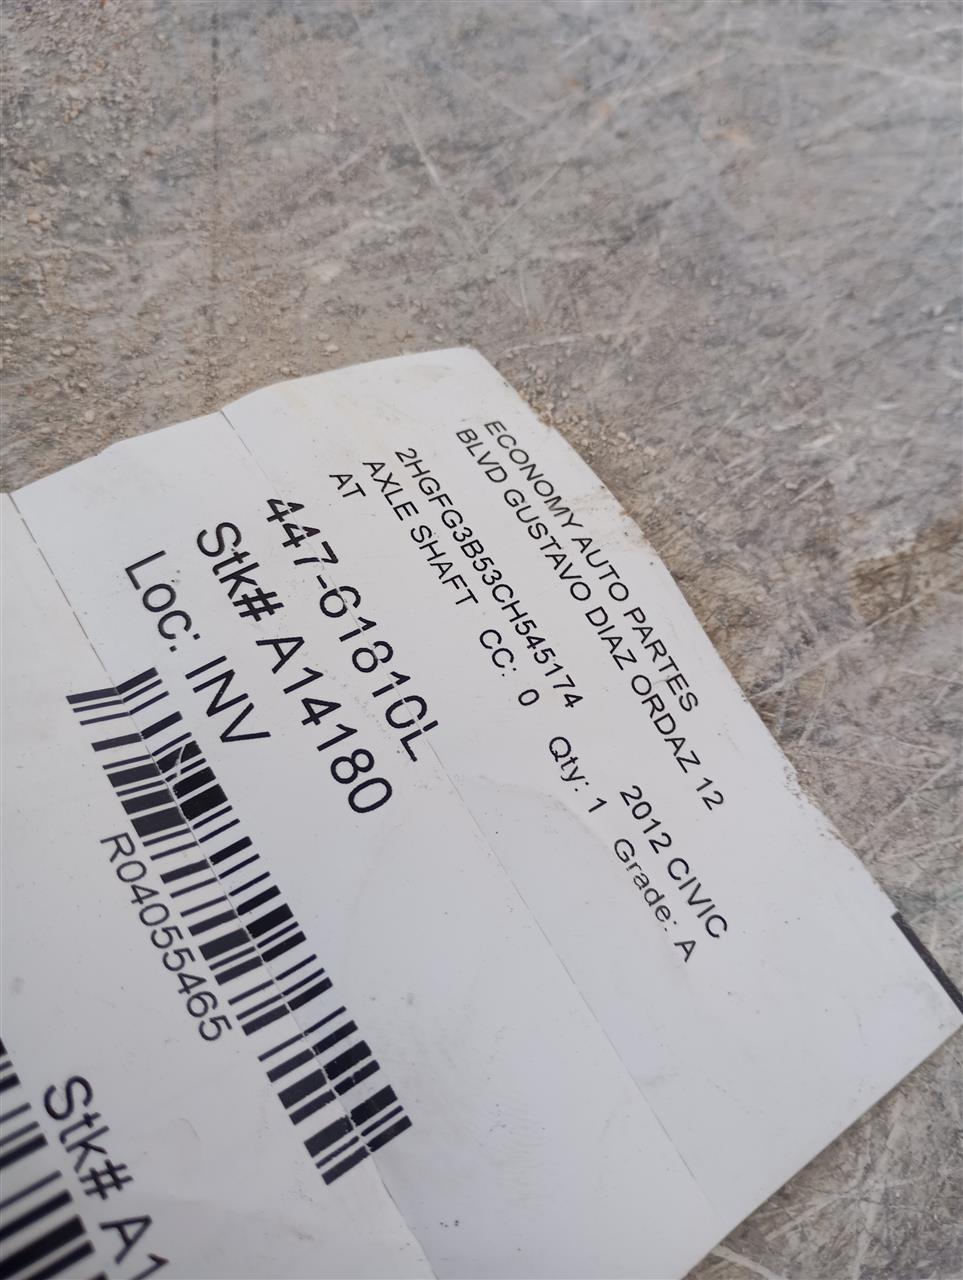 ECONOMY AUTO PARTES
BLVD GUSTAVO DIAZ ORDAZ 12
2012 CIVIC
2HGFG3B53CH545174
AXLE SHAFT CC: 0 Qty: 1 Grade: A
AT
447-61810L
Stk# A14180
Loc: INV
R04055465
Stk# A1